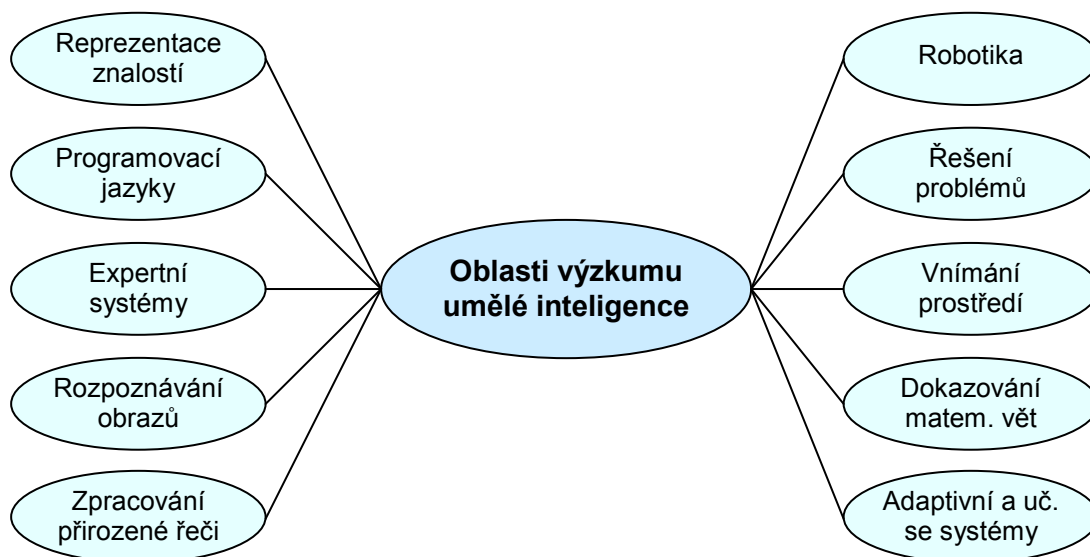 Reprezentace
znalostí
Programovací
jazyky
Expertní
systémy
Rozpoznávání
obrazů
Zpracování
přirozené řeči
Oblasti výzkumu
umělé inteligence
Robotika
Řešení
problémů
Vnímání
prostředí
Dokazování
matem. vět
Adaptivní a uč.
se systémy